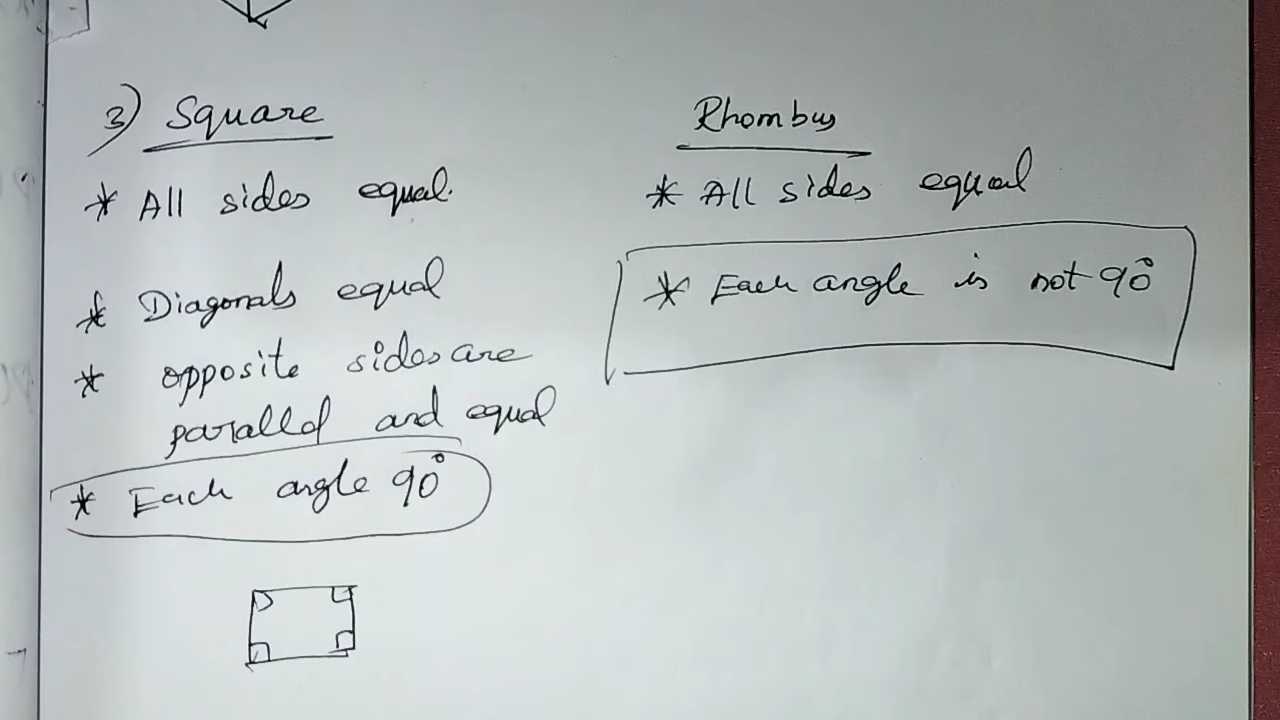 3) Square
* All sides equal.
* Diagonals equal
* opposite sides are
parallel and equal
* Each angle 90°
Rhombus
* All sides equal
* Each angle is not 90°